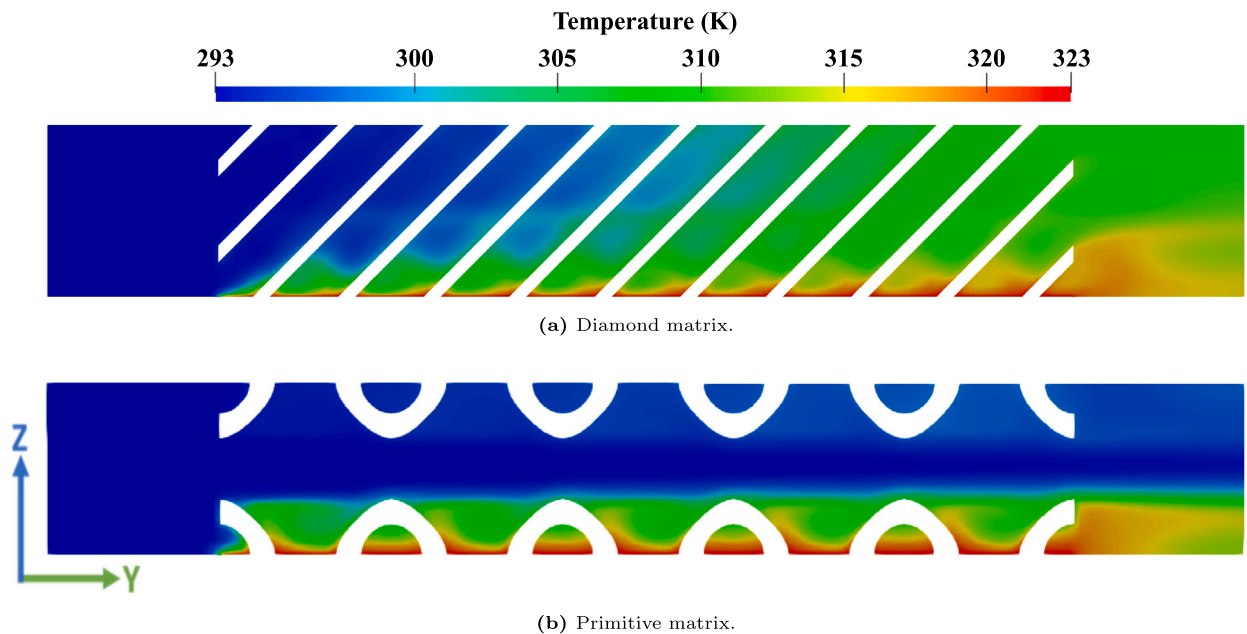 Temperature (K)
293 300 305 310 315 320 323
(a) Diamond matrix.
Z
Y
(b) Primitive matrix.